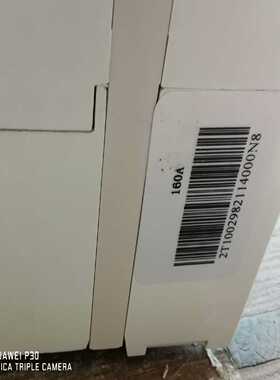 160A
2T1002982114000N8
HUAWEI P30
LEICA TRIPLE CAMERA